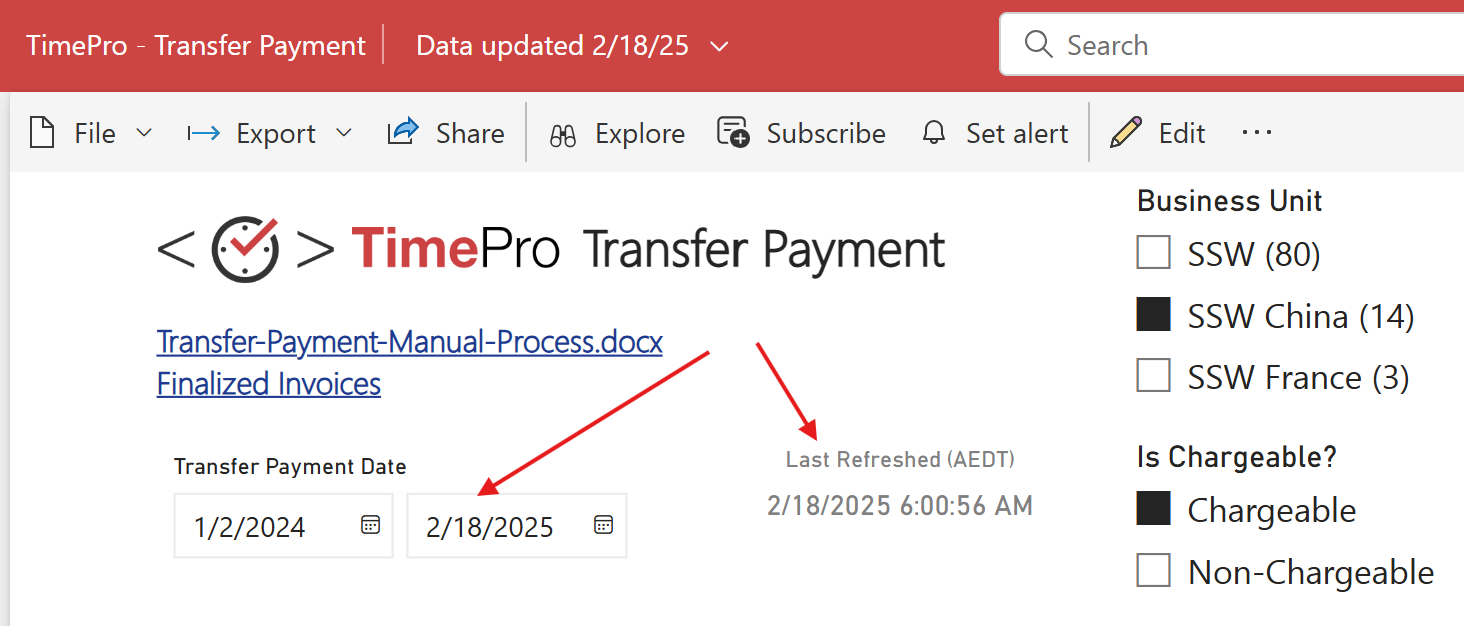 TimePro - Transfer Payment Data updated 2/18/25 Search
File Export Share Explore Subscribe Set alert Edit ...
<✓> TimePro Transfer Payment
Transfer-Payment-Manual-Process.docx
Finalized Invoices
Transfer Payment Date
1/2/2024 2/18/2025
Last Refreshed (AEDT)
2/18/2025 6:00:56 AM
Business Unit
SSW (80)
SSW China (14)
SSW France (3)
Is Chargeable?
Chargeable
Non-Chargeable